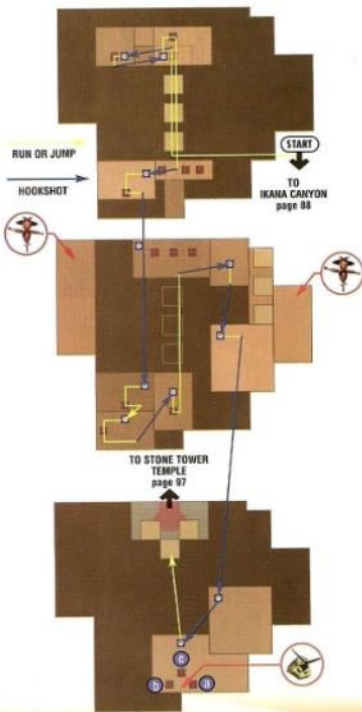 START
RUN OR JUMP
HOOKSHOT
TO
IKANA CANYON
page 88
TO STONE TOWER
TEMPLE
page 97
c
b
a